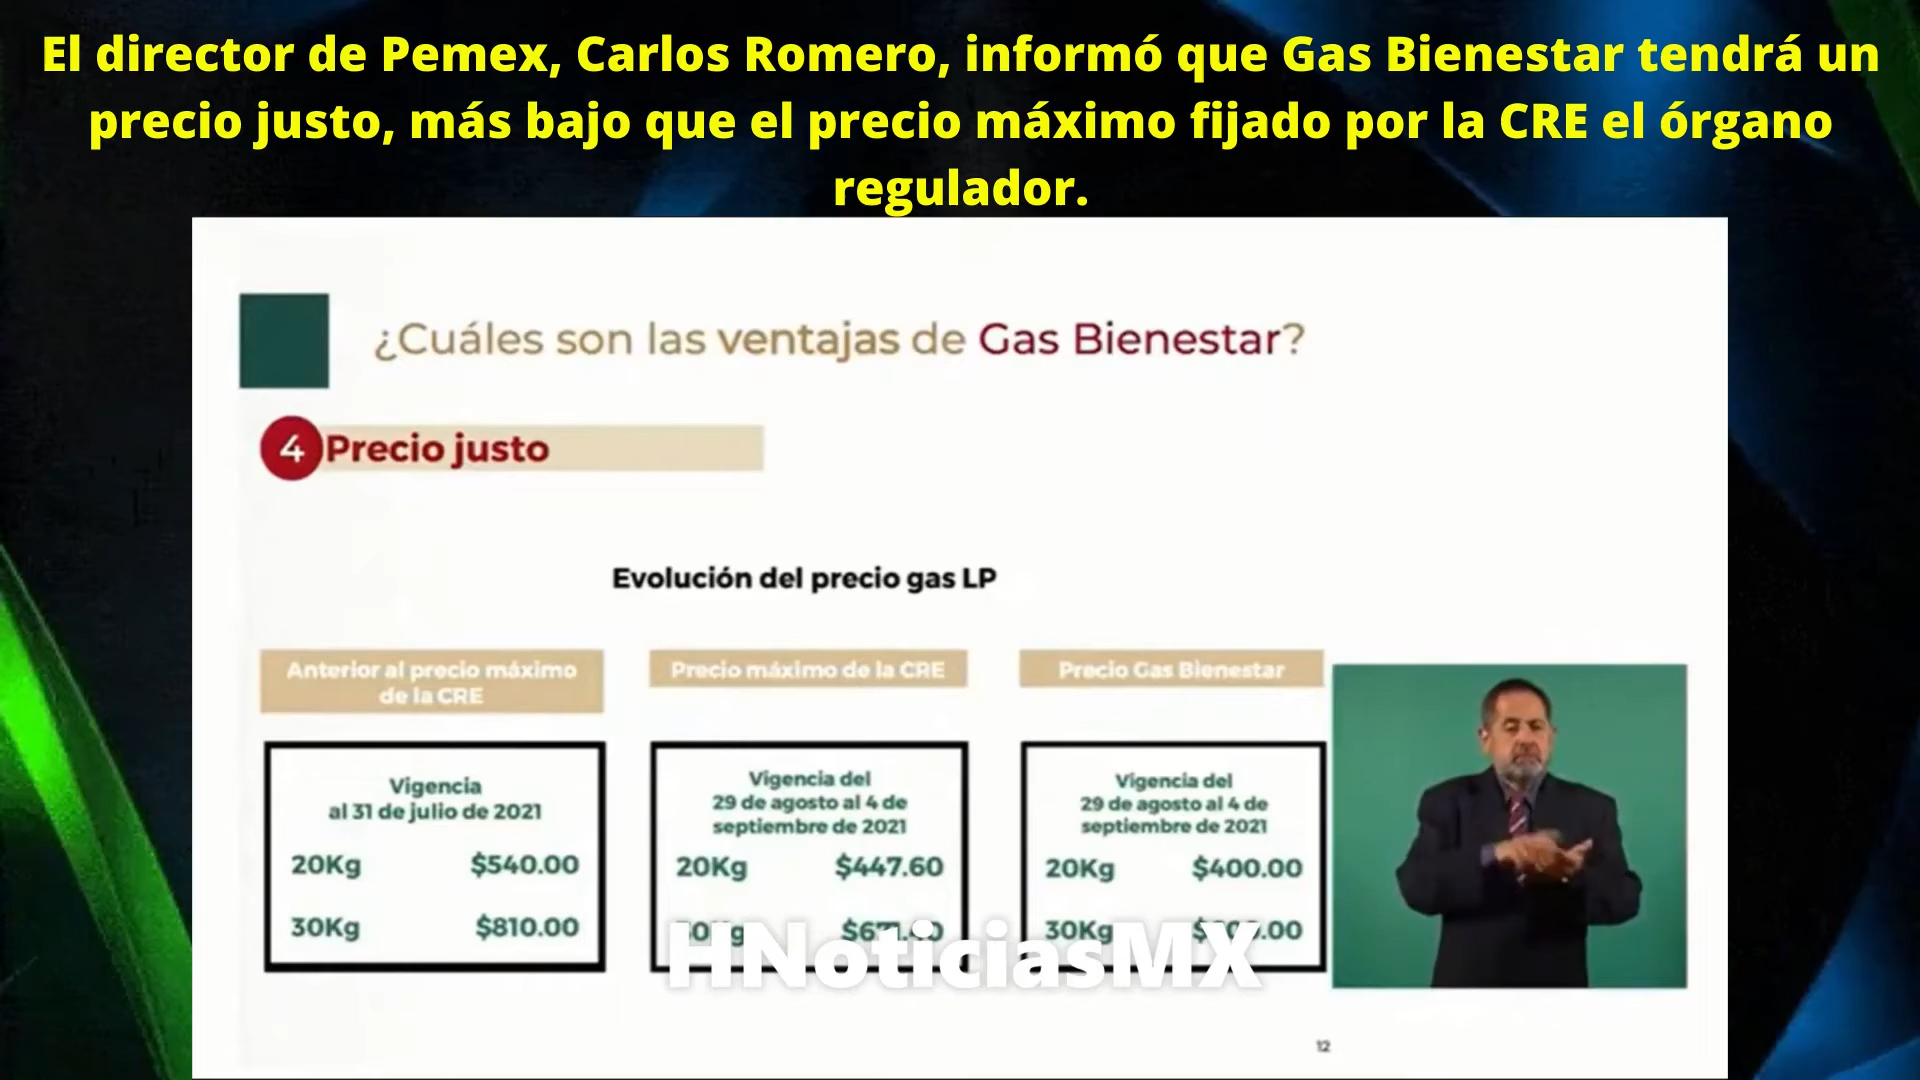 El director de Pemex, Carlos Romero, informó que Gas Bienestar tendrá un
precio justo, más bajo que el precio máximo fijado por la CRE el órgano
regulador.
¿Cuáles son las ventajas de Gas Bienestar?
4 Precio justo
Evolución del precio gas LP
Anterior al precio máximo
de la CRE
Vigencia
al 31 de julio de 2021
20Kg $540.00
30Kg $810.00
Precio máximo de la CRE
Vigencia del
29 de agosto al 4 de
septiembre de 2021
20Kg $447.60
Precio Gas Bienestar
Vigencia del
29 de agosto al 4 de
septiembre de 2021
20Kg $400.00
30Kg
HNoticiasMX
12